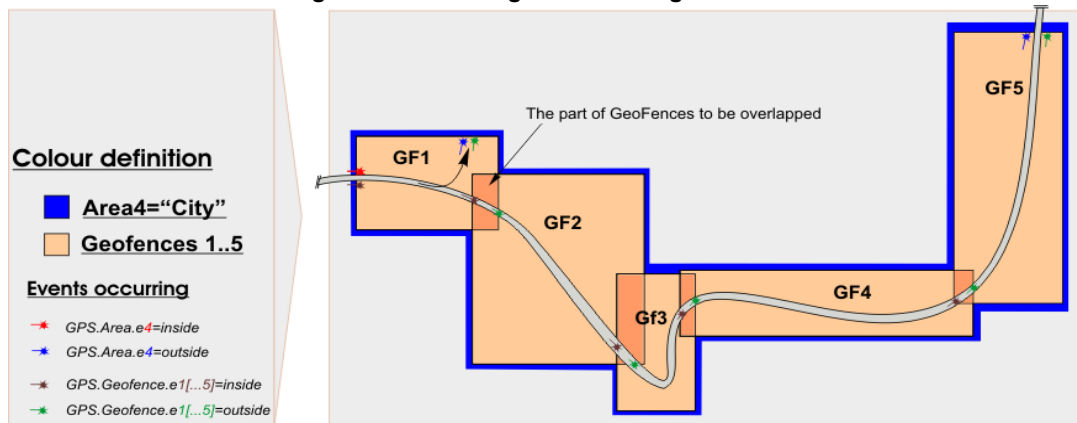 Colour definition
Area4=“City”
Geofences 1..5
Events occurring
GPS.Area.e4=inside
GPS.Area.e4=outside
GPS.Geofence.e1[...5]=inside
GPS.Geofence.e1[...5]=outside
The part of GeoFences to be overlapped
GF1
GF2
Gf3
GF4
GF5